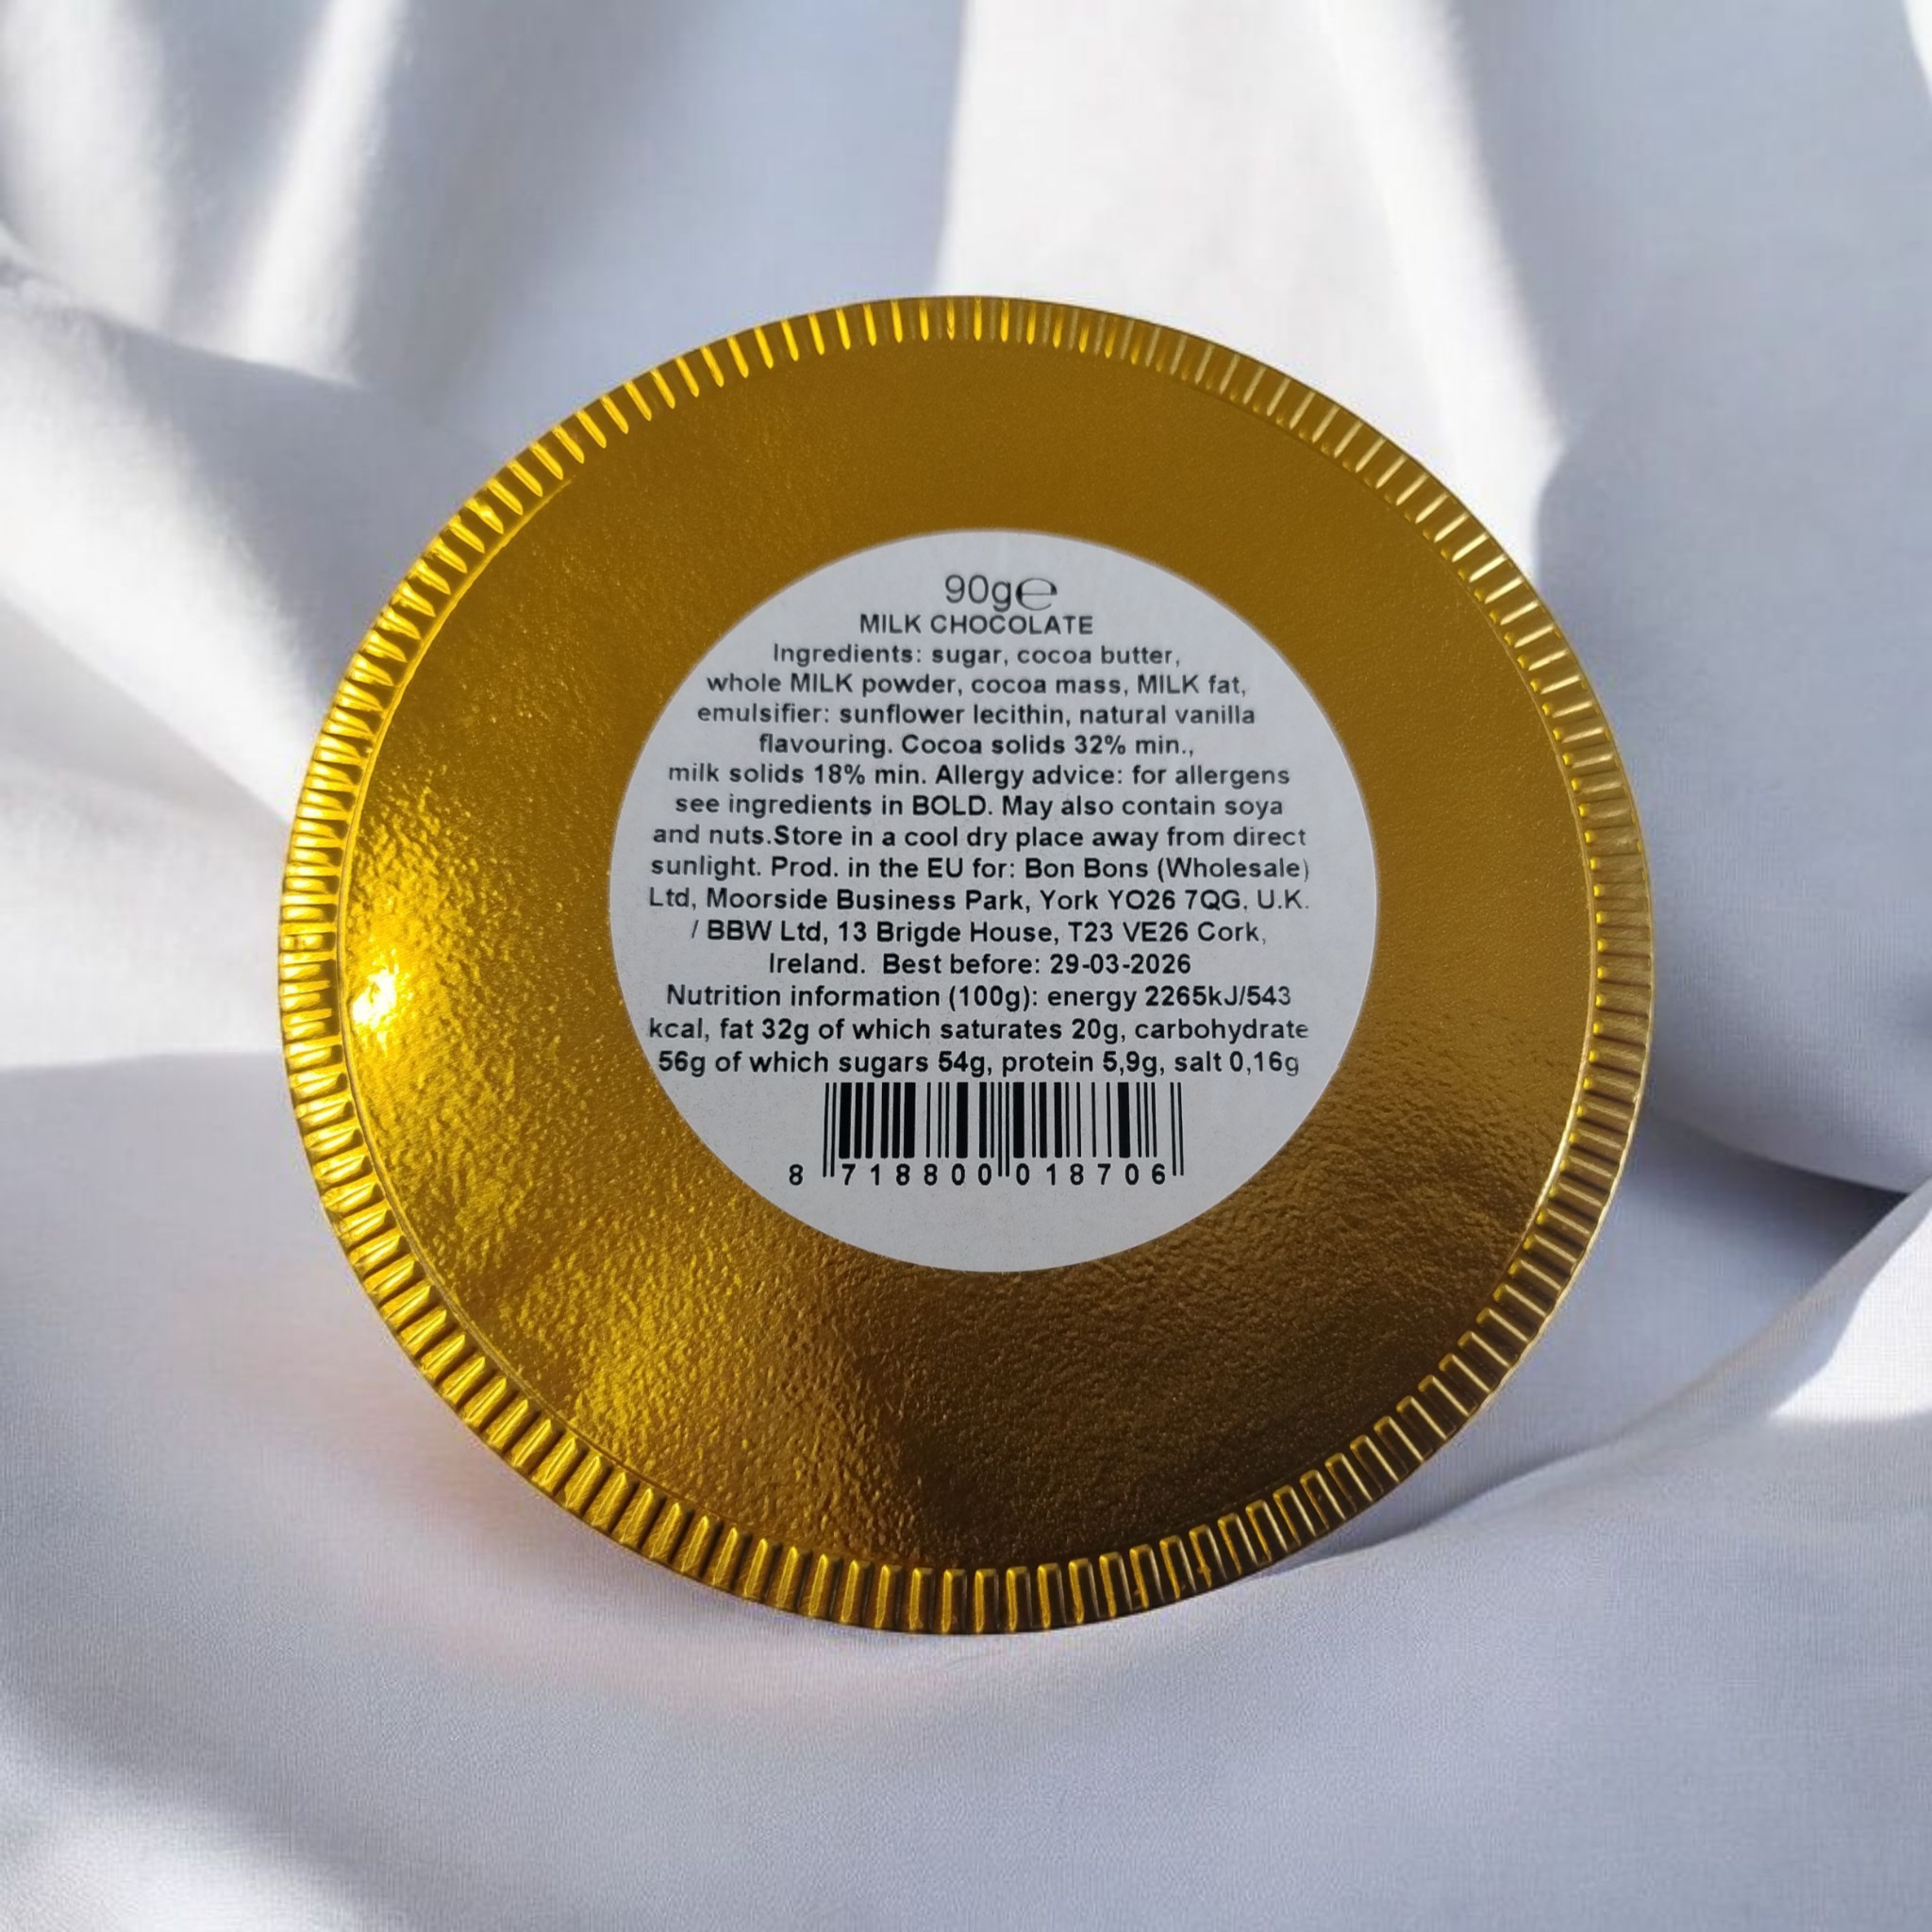 90g℮
MILK CHOCOLATE
Ingredients: sugar, cocoa butter,
whole MILK powder, cocoa mass, MILK fat,
emulsifier: sunflower lecithin, natural vanilla
flavouring. Cocoa solids 32% min.,
milk solids 18% min. Allergy advice: for allergens
see ingredients in BOLD. May also contain soya
and nuts.Store in a cool dry place away from direct
sunlight. Prod. in the EU for: Bon Bons (Wholesale)
Ltd, Moorside Business Park, York YO26 7QG, U.K.
/ BBW Ltd, 13 Brigde House, T23 VE26 Cork,
Ireland. Best before: 29-03-2026
Nutrition information (100g): energy 2265kJ/543
kcal, fat 32g of which saturates 20g, carbohydrate
56g of which sugars 54g, protein 5,9g, salt 0,16g
8 718800 018706